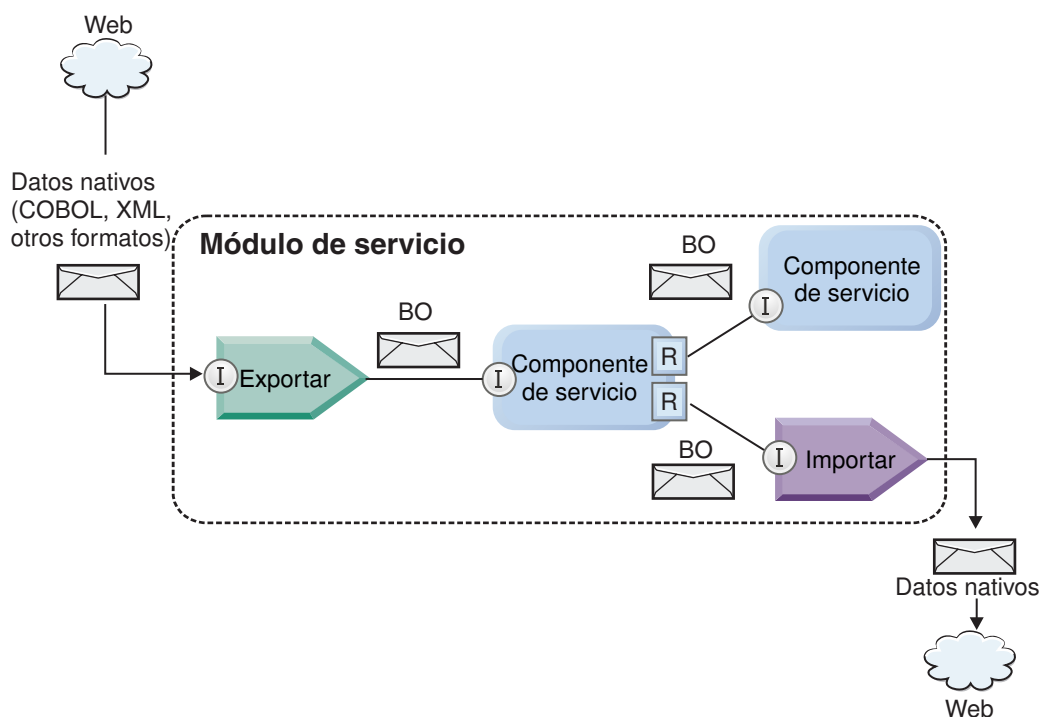 Web
Datos nativos
(COBOL, XML,
otros formatos)
Módulo de servicio
BO
Componente
de servicio
I
BO
I
Exportar
I
Componente
de servicio
R
R
BO
I
Importar
Datos nativos
Web